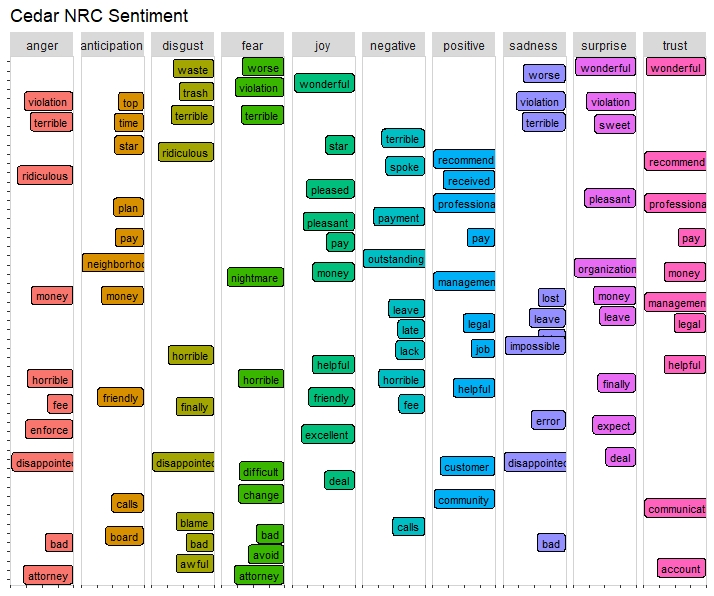 Cedar NRC Sentiment
anger
anticipation
disgust
fear
joy
negative
positive
sadness
surprise
trust
violation
terrible
ridiculous
money
horrible
fee
enforce
disappointed
bad
attorney
top
time
star
plan
pay
neighborhoo
money
friendly
calls
board
waste
trash
terrible
ridiculous
horrible
finally
disappointed
blame
bad
awful
worse
violation
terrible
nightmare
horrible
difficult
change
bad
avoid
attorney
wonderful
star
pleased
pleasant
pay
money
helpful
friendly
excellent
deal
terrible
spoke
payment
outstanding
leave
late
lack
horrible
fee
calls
recommend
received
professiona
pay
managemen
legal
job
helpful
customer
community
worse
violation
terrible
lost
leave
impossible
error
disappointed
bad
wonderful
violation
sweet
pleasant
organization
money
leave
finally
expect
deal
wonderful
recommend
professiona
pay
money
management
legal
helpful
communicat
account